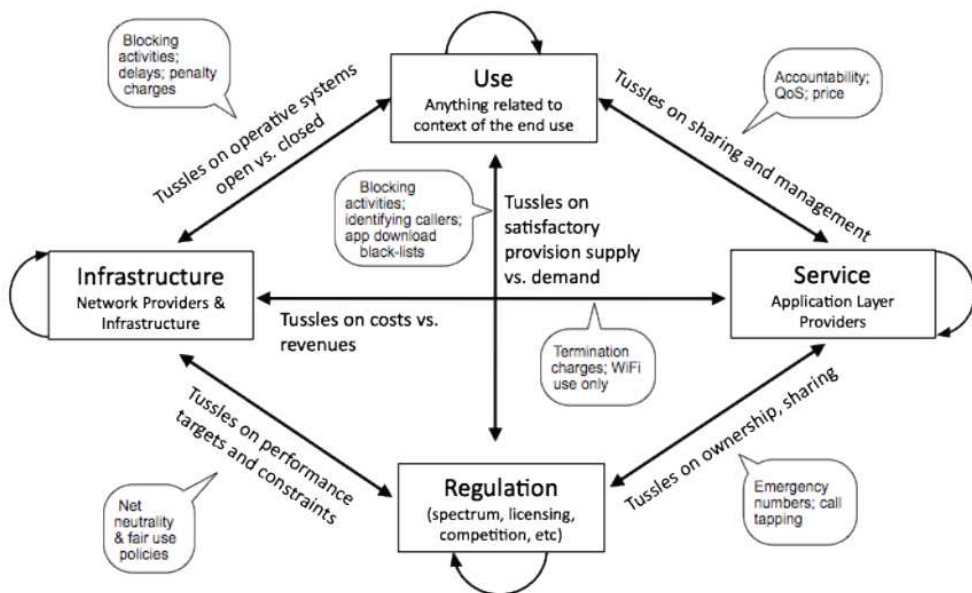 Blocking
activities;
delays; penalty
charges
Use
Anything related to
context of the end use
Accountability;
QoS; price
Tussles on operative systems
open vs. closed
Tussles on sharing and management
Blocking
activities;
identifying callers;
app download
black-lists
Tussles on
satisfactory
provision supply
vs. demand
Infrastructure
Network Providers &
Infrastructure
Service
Application Layer
Providers
Tussles on costs vs.
revenues
Termination
charges; WiFi
use only
Tussles on performance
targets and constraints
Tussles on ownership, sharing
Net
neutrality
& fair use
policies
Regulation
(spectrum, licensing,
competition, etc)
Emergency
numbers; call
tapping